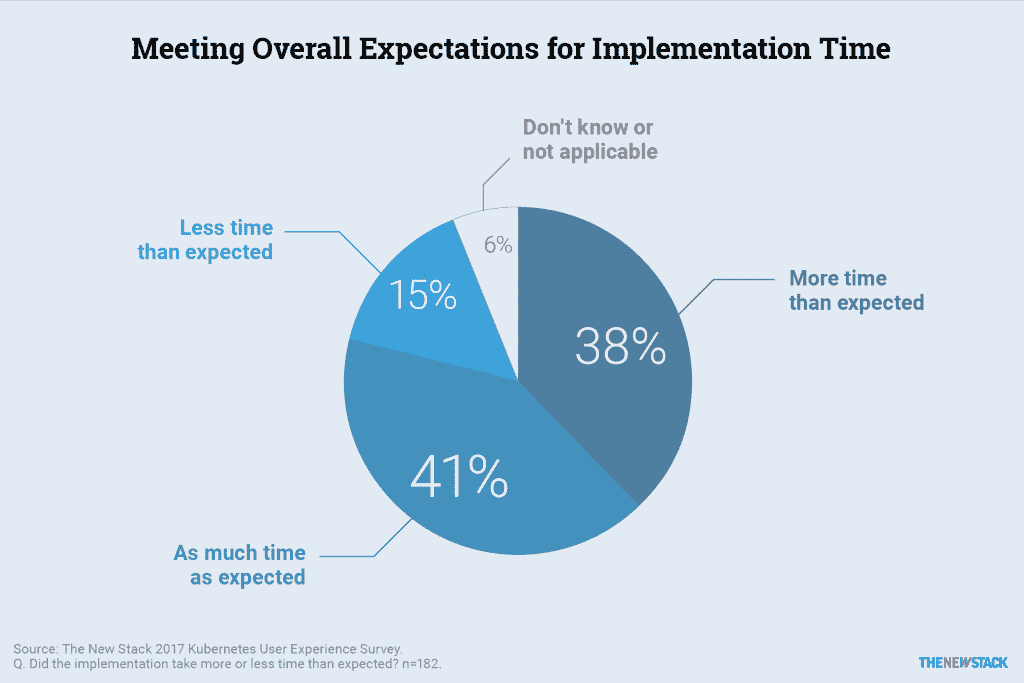 Meeting Overall Expectations for Implementation Time
Don't know or
not applicable
Less time
than expected
6%
More time
than expected
15%
38%
41%
As much time
as expected
Source: The New Stack 2017 Kubernetes User Experience Survey.
Q. Did the implementation take more or less time than expected? n=182.
THENEWSTACK